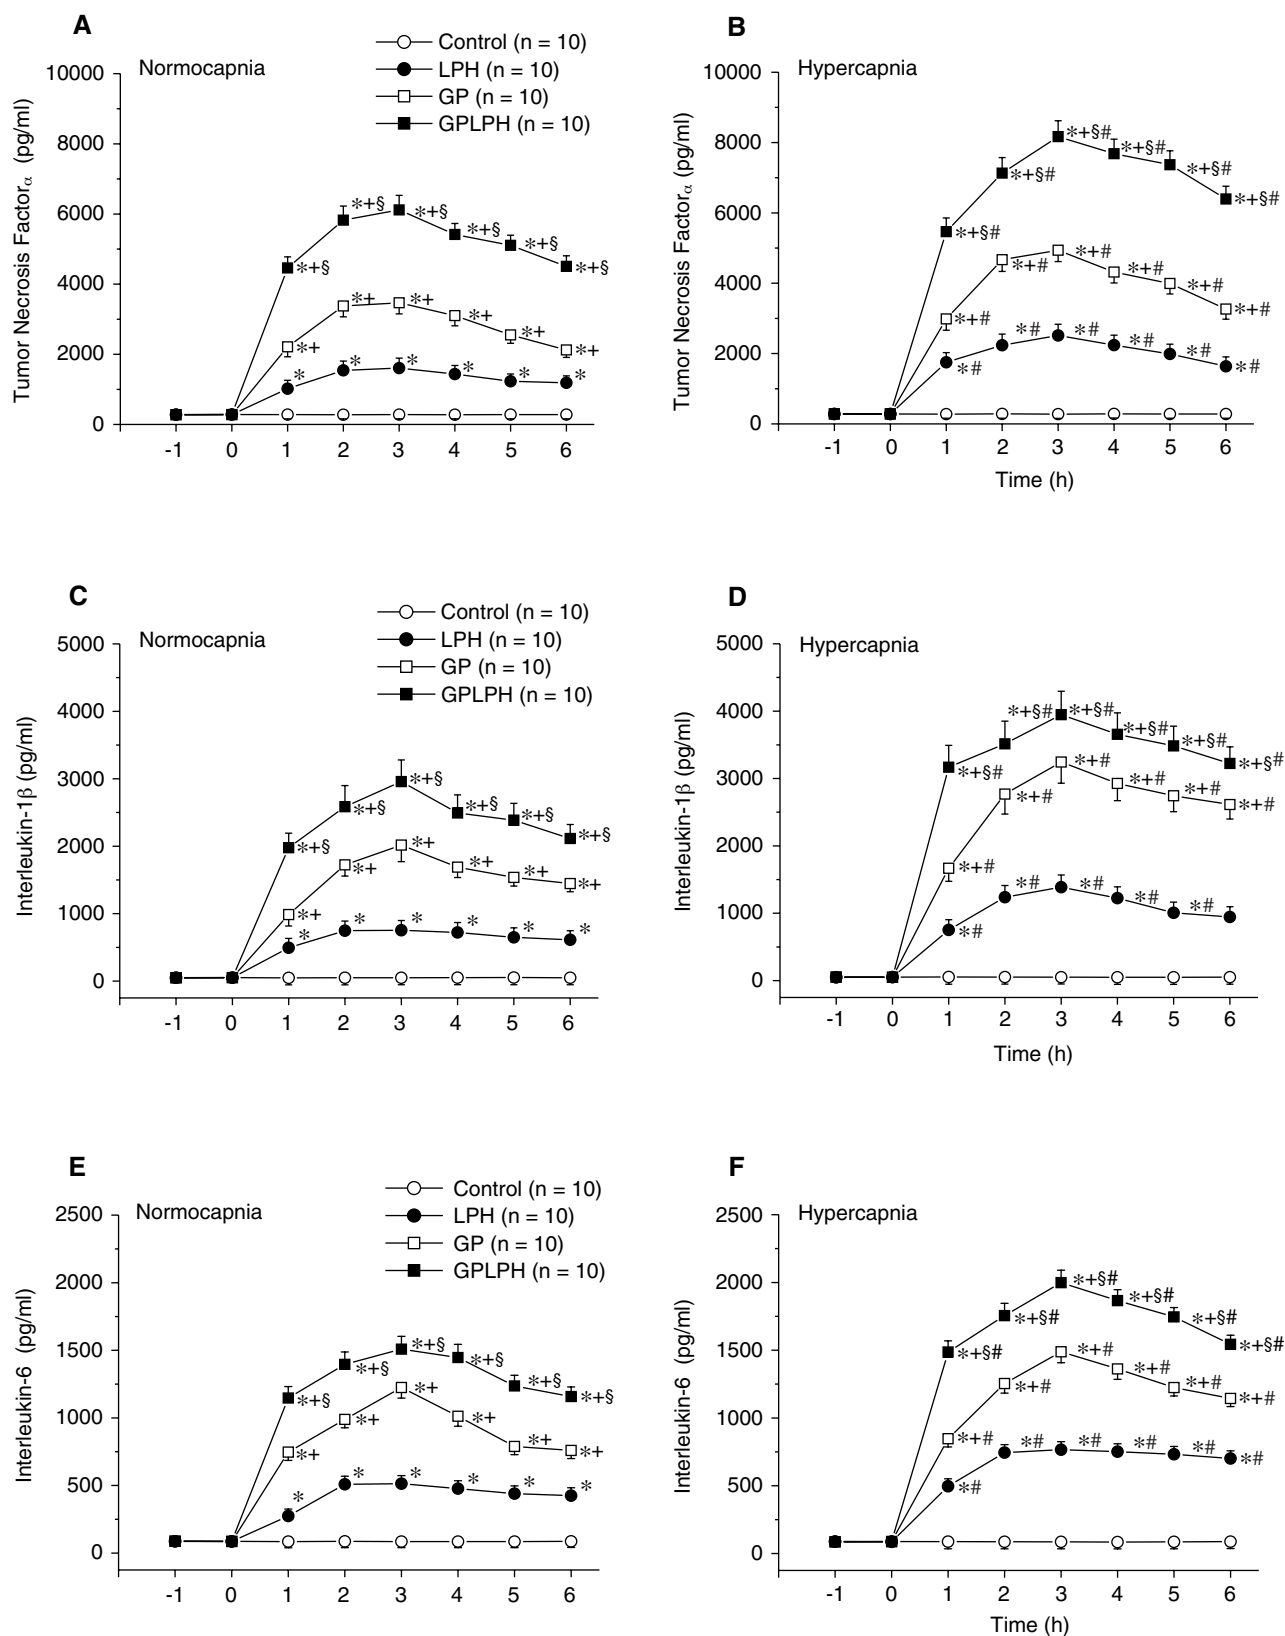 A
Normocapnia
Control (n = 10)
LPH (n = 10)
GP (n = 10)
GPLPH (n = 10)
Tumor Necrosis Factorα (pg/ml)
10000
8000
6000
4000
2000
0
*+§ *+§ *+§ *+§ *+§ *+§
*+ *+ *+ *+ *+ *+
* * * * * *
-1 0 1 2 3 4 5 6
B
Hypercapnia
Tumor Necrosis Factorα (pg/ml)
10000
8000
6000
4000
2000
0
*+§# *+§# *+§# *+§# *+§# *+§#
*+# *+# *+# *+# *+# *+#
*# *# *# *# *# *#
-1 0 1 2 3 4 5 6
Time (h)
C
Normocapnia
Control (n = 10)
LPH (n = 10)
GP (n = 10)
GPLPH (n = 10)
Interleukin-1β (pg/ml)
5000
4000
3000
2000
1000
0
*+§ *+§ *+§ *+§ *+§ *+§
*+ *+ *+ *+ *+ *+
* * * * * *
-1 0 1 2 3 4 5 6
D
Hypercapnia
Interleukin-1β (pg/ml)
5000
4000
3000
2000
1000
0
*+§# *+§# *+§# *+§# *+§# *+§#
*+# *+# *+# *+# *+# *+#
*# *# *# *# *#
-1 0 1 2 3 4 5 6
Time (h)
E
Normocapnia
Control (n = 10)
LPH (n = 10)
GP (n = 10)
GPLPH (n = 10)
Interleukin-6 (pg/ml)
2500
2000
1500
1000
500
0
*+§ *+§ *+§ *+§ *+§ *+§
*+ *+ *+ *+ *+ *+
* * * * * *
-1 0 1 2 3 4 5 6
F
Hypercapnia
Interleukin-6 (pg/ml)
2500
2000
1500
1000
500
0
*+§# *+§# *+§# *+§# *+§# *+§#
*+# *+# *+# *+# *+# *+#
*# *# *# *# *# *#
-1 0 1 2 3 4 5 6
Time (h)